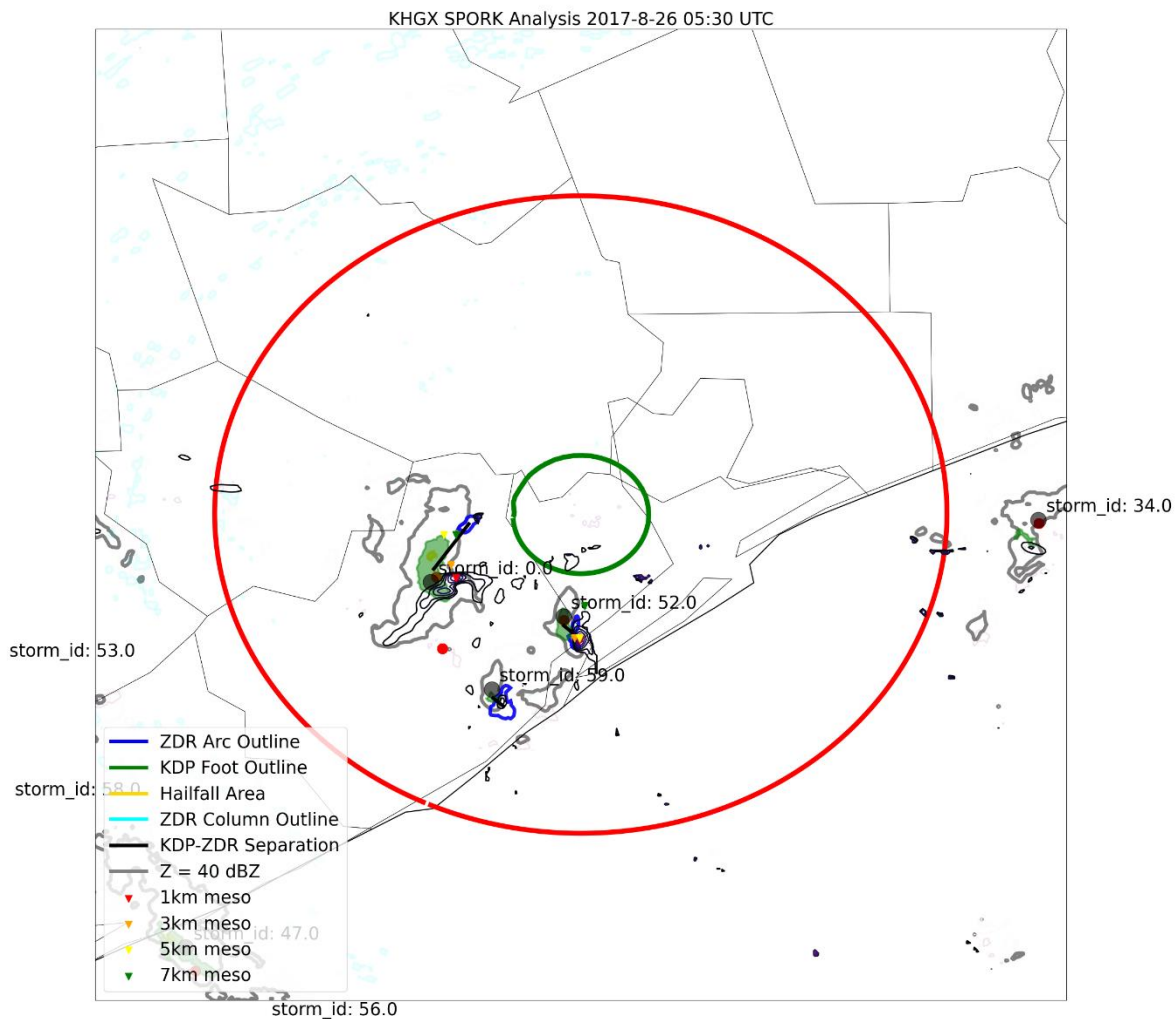 KHGX SPORK Analysis 2017-8-26 05:30 UTC
storm_id: 34.0
storm_id: 0.0
storm_id: 52.0
storm_id: 53.0
storm_id: 59.0
ZDR Arc Outline
KDP Foot Outline
storm_id: 58.0
Hailfall Area
ZDR Column Outline
KDP-ZDR Separation
Z = 40 dBZ
1km meso
3km meso
storm_id: 47.0
5km meso
7km meso
storm_id: 56.0